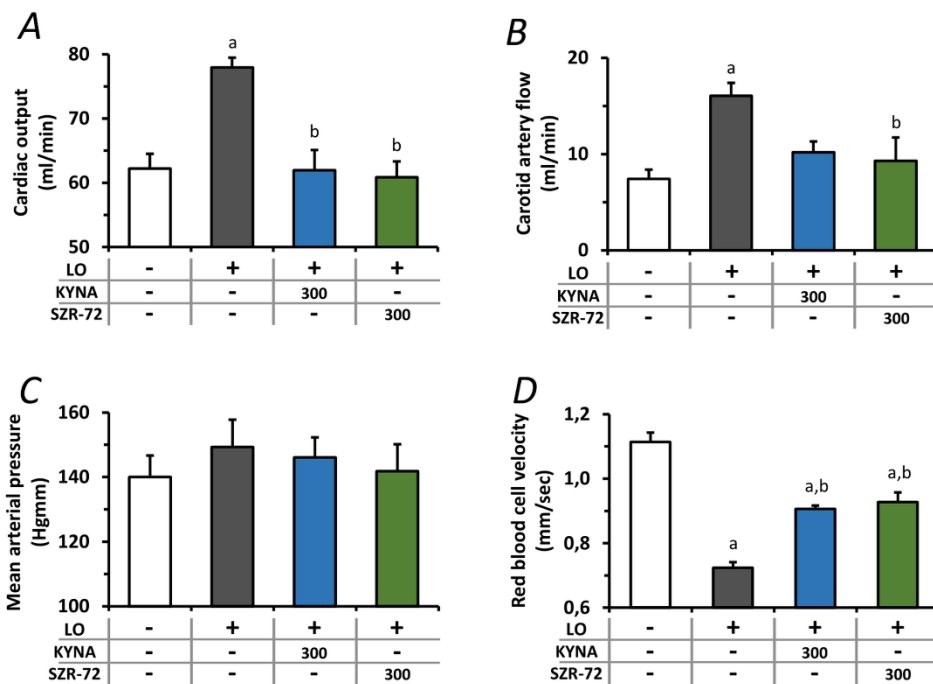 A
Cardiac output
(ml/min)
80
70
60
50
a
b
b
LO - + + +
KYNA - - 300 -
SZR-72 - - - 300
B
Carotid artery flow
(ml/min)
20
15
10
5
0
a
b
LO - + + +
KYNA - - 300 -
SZR-72 - - - 300
C
Mean arterial pressure
(Hgmm)
160
140
120
100
LO - + + +
KYNA - - 300 -
SZR-72 - - - 300
D
Red blood cell velocity
(mm/sec)
1,2
1,0
0,8
0,6
a
a,b
a,b
LO - + + +
KYNA - - 300 -
SZR-72 - - - 300